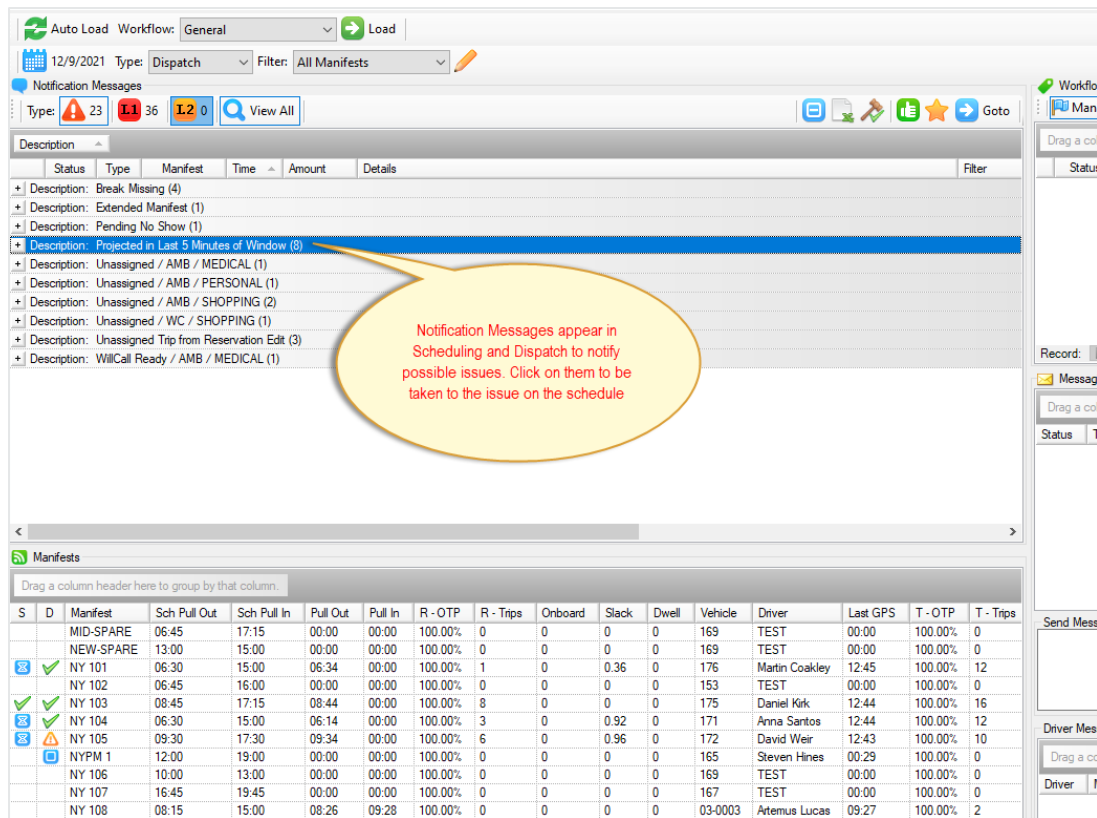 Auto Load Workflow: General Load
12/9/2021 Type: Dispatch Filter: All Manifests
Notification Messages
Type: 23 L1 36 L2 0 View All Goto
Description
Status Type Manifest Time Amount Details Filter
+ Description: Break Missing (4)
+ Description: Extended Manifest (1)
+ Description: Pending No Show (1)
+ Description: Projected in Last 5 Minutes of Window (8)
+ Description: Unassigned / AMB / MEDICAL (1)
+ Description: Unassigned / AMB / PERSONAL (1)
+ Description: Unassigned / AMB / SHOPPING (2)
+ Description: Unassigned / WC / SHOPPING (1)
+ Description: Unassigned Trip from Reservation Edit (3)
+ Description: WillCall Ready / AMB / MEDICAL (1)
Notification Messages appear in
Scheduling and Dispatch to notify
possible issues. Click on them to be
taken to the issue on the schedule
Manifests
Drag a column header here to group by that column.
S D Manifest Sch Pull Out Sch Pull In Pull Out Pull In R - OTP R - Trips Onboard Slack Dwell Vehicle Driver Last GPS T - OTP T - Trips
MID-SPARE 06:45 17:15 00:00 00:00 100.00% 0 0 0 0 169 TEST 00:00 100.00% 0
NEW-SPARE 13:00 15:00 00:00 00:00 100.00% 0 0 0 0 169 TEST 00:00 100.00% 0
NY 101 06:30 15:00 06:34 00:00 100.00% 1 0 0.36 0 176 Martin Coakley 12:45 100.00% 12
NY 102 06:45 16:00 00:00 00:00 100.00% 0 0 0 0 153 TEST 00:00 100.00% 0
NY 103 08:45 17:15 08:44 00:00 100.00% 8 0 0 0 175 Daniel Kirk 12:44 100.00% 16
NY 104 06:30 15:00 06:14 00:00 100.00% 3 0 0.92 0 171 Anna Santos 12:44 100.00% 12
NY 105 09:30 17:30 09:34 00:00 100.00% 6 0 0.96 0 172 David Weir 12:43 100.00% 10
NYPM 1 12:00 19:00 00:00 00:00 100.00% 0 0 0 0 165 Steven Hines 00:29 100.00% 0
NY 106 10:00 13:00 00:00 00:00 100.00% 0 0 0 0 169 TEST 00:00 100.00% 0
NY 107 16:45 19:45 00:00 00:00 100.00% 0 0 0 0 167 TEST 00:00 100.00% 0
NY 108 08:15 15:00 08:26 09:28 100.00% 0 0 0 0 03-0003 Artemus Lucas 09:27 100.00% 2
Workflo
Man
Drag a col
Status
Record:
Messag
Drag a col
Status T
Send Mess
Driver Mes
Drag a co
Driver